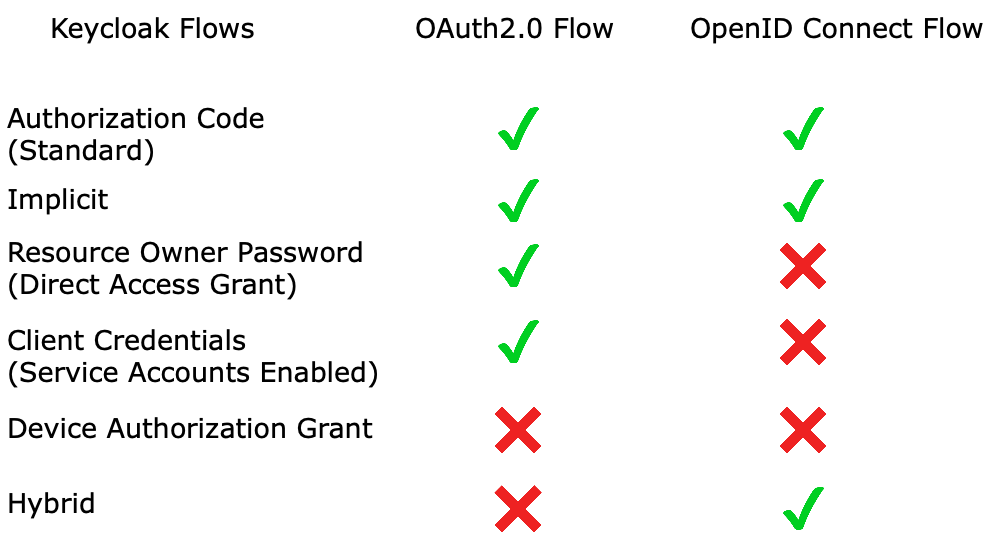 Keycloak Flows OAuth2.0 Flow OpenID Connect Flow
Authorization Code
(Standard)
Implicit
Resource Owner Password
(Direct Access Grant)
Client Credentials
(Service Accounts Enabled)
Device Authorization Grant
Hybrid